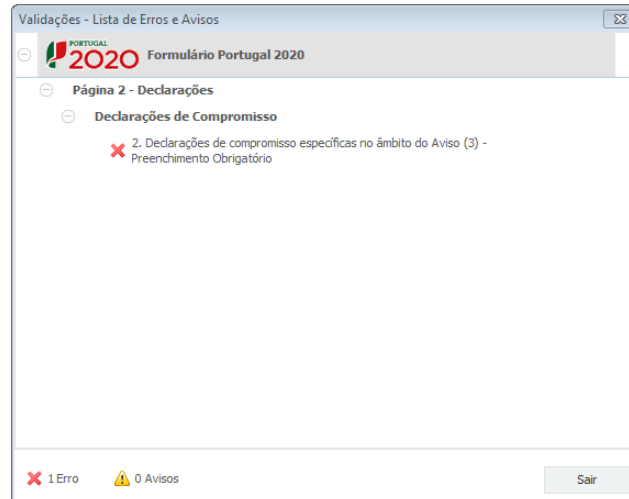 Validações - Lista de Erros e Avisos
PORTUGAL
2020
Formulário Portugal 2020
Página 2 - Declarações
Declarações de Compromisso
2. Declarações de compromisso específicas no âmbito do Aviso (3) -
Preenchimento Obrigatório
1 Erro
0 Avisos
Sair